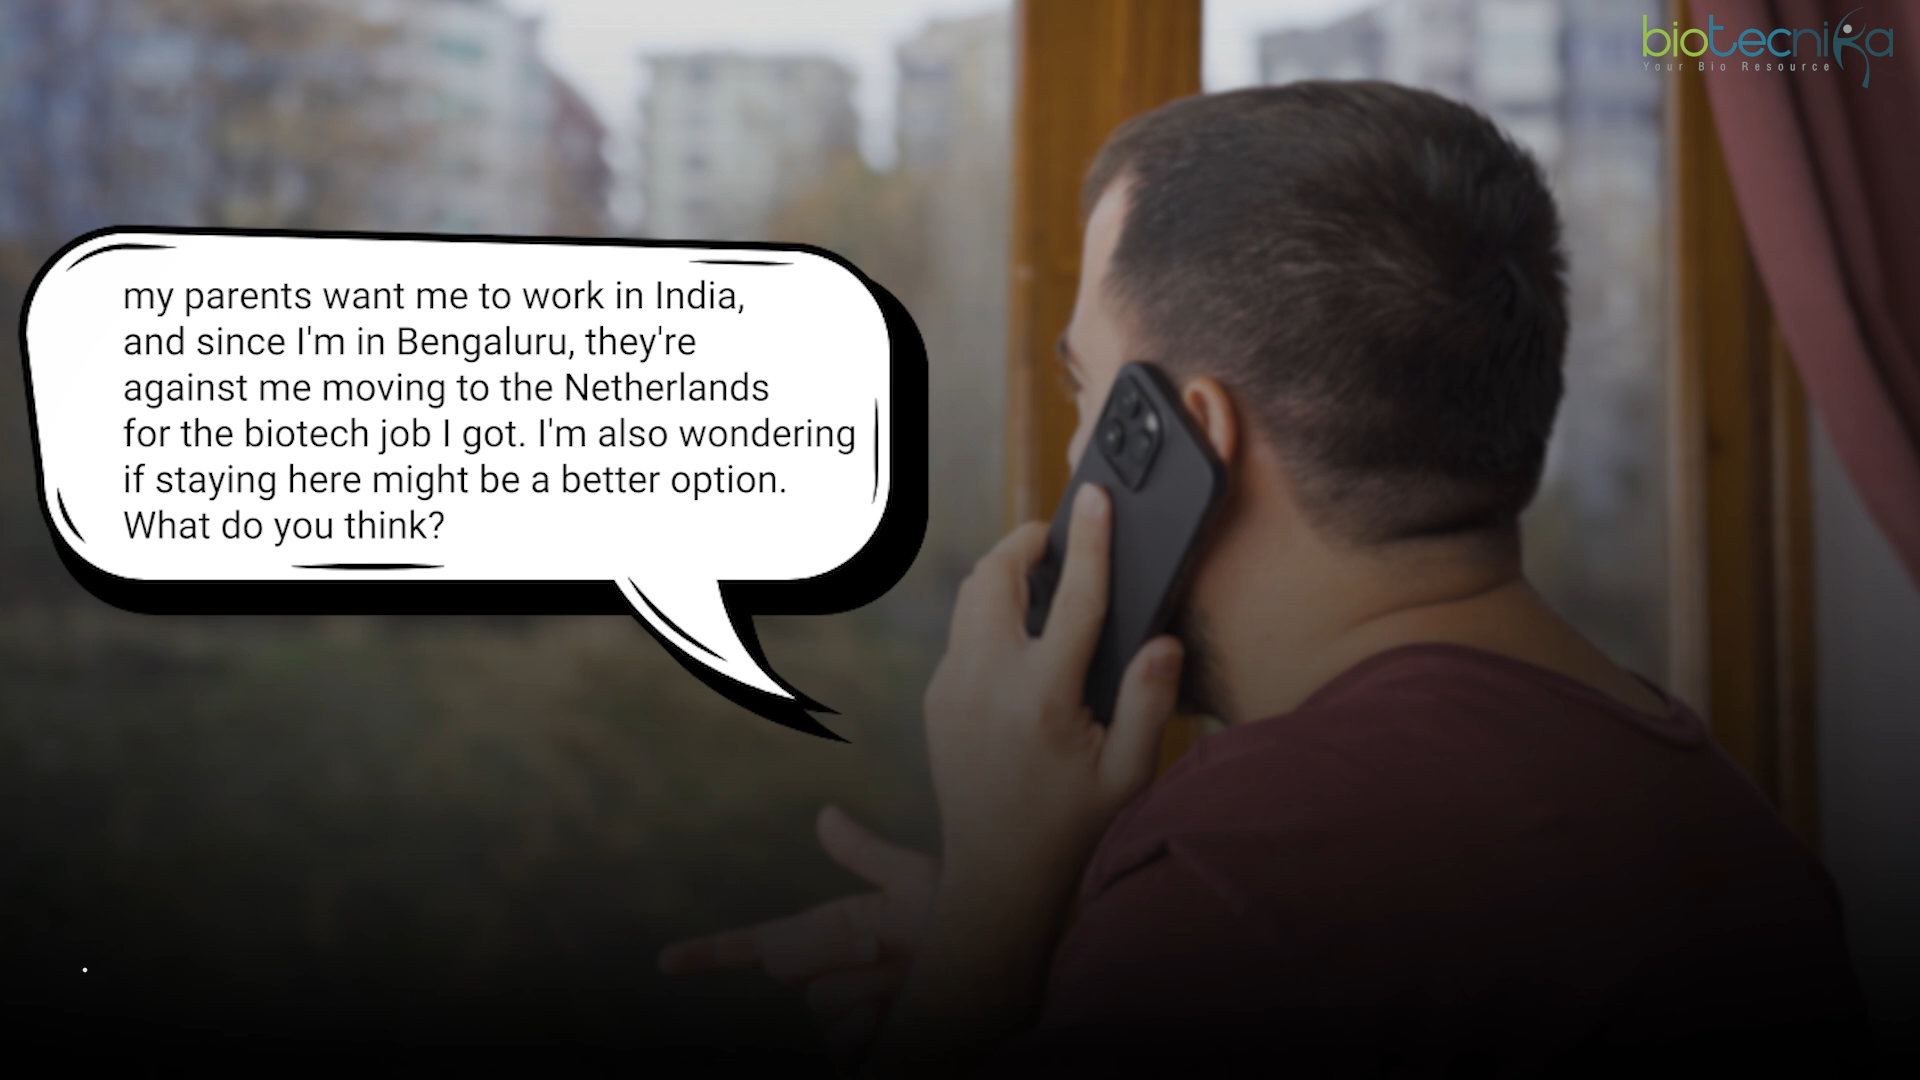 biotecnika
Your Bio Resource
my parents want me to work in India,
and since I'm in Bengaluru, they're
against me moving to the Netherlands
for the biotech job I got. I'm also wondering
if staying here might be a better option.
What do you think?